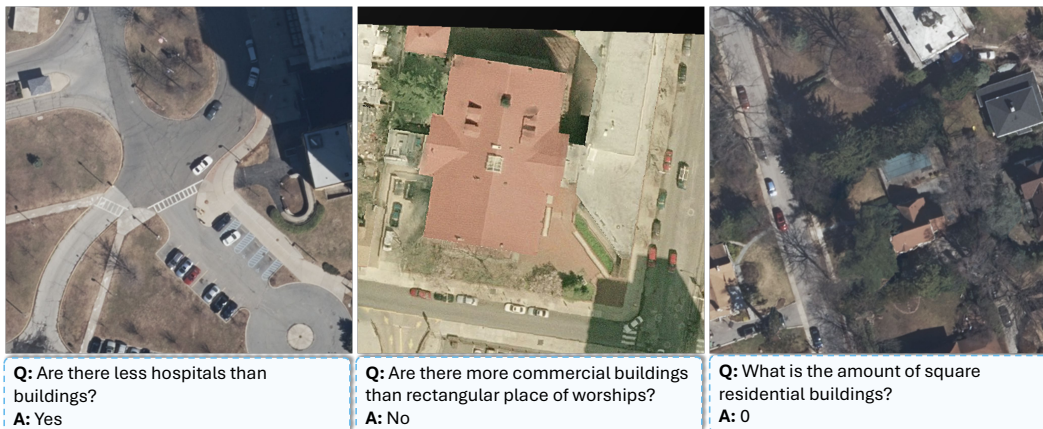 Q: Are there less hospitals than
buildings?
A: Yes
Q: Are there more commercial buildings
than rectangular place of worships?
A: No
Q: What is the amount of square
residential buildings?
A: 0